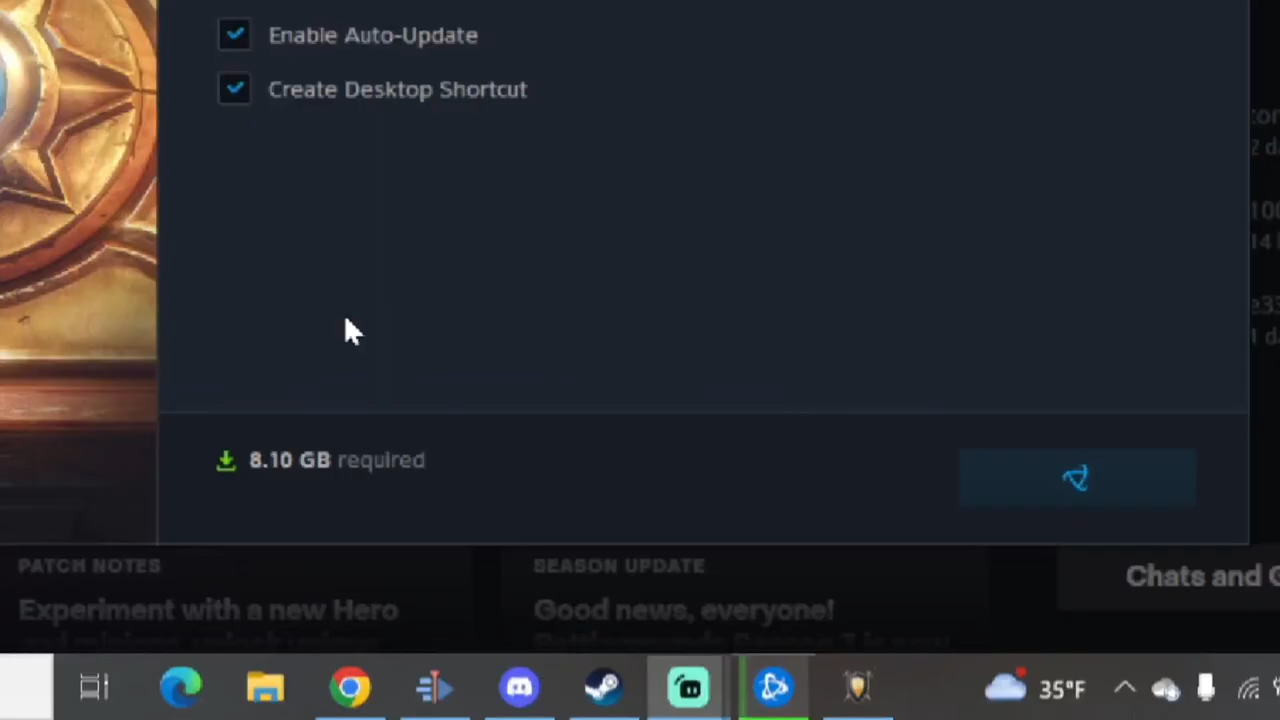 Enable Auto-Update
Create Desktop Shortcut
8.10 GB required
PATCH NOTES
SEASON UPDATE
Experiment with a new Hero
Good news, everyone!
Chats and
35°F